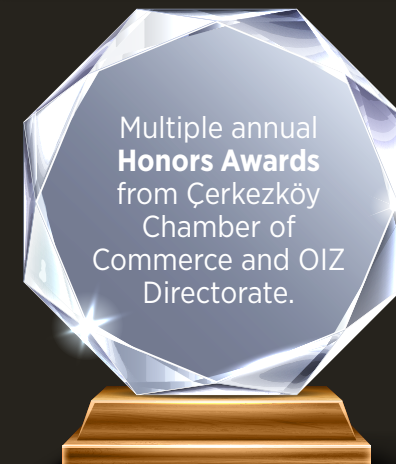 Multiple annual
Honors Awards
from Çerkezköy
Chamber of
Commerce and OIZ
Directorate.